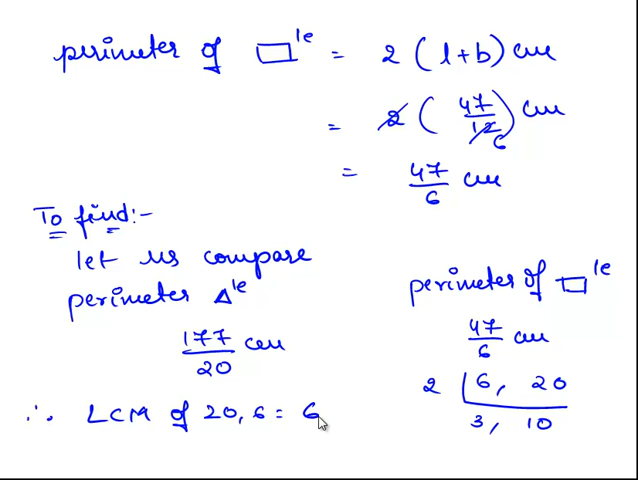 perimeter of ▭le = 2 (l+b) cm
= 2 ( 47/12 ) cm
6
= 47/6 cm
To find:-
let us compare
perimeter Δle
177/20 cm
perimeter of ▭le
47/6 cm
2 | 6, 20
3, 10
∴ LCM of 20, 6 = 6